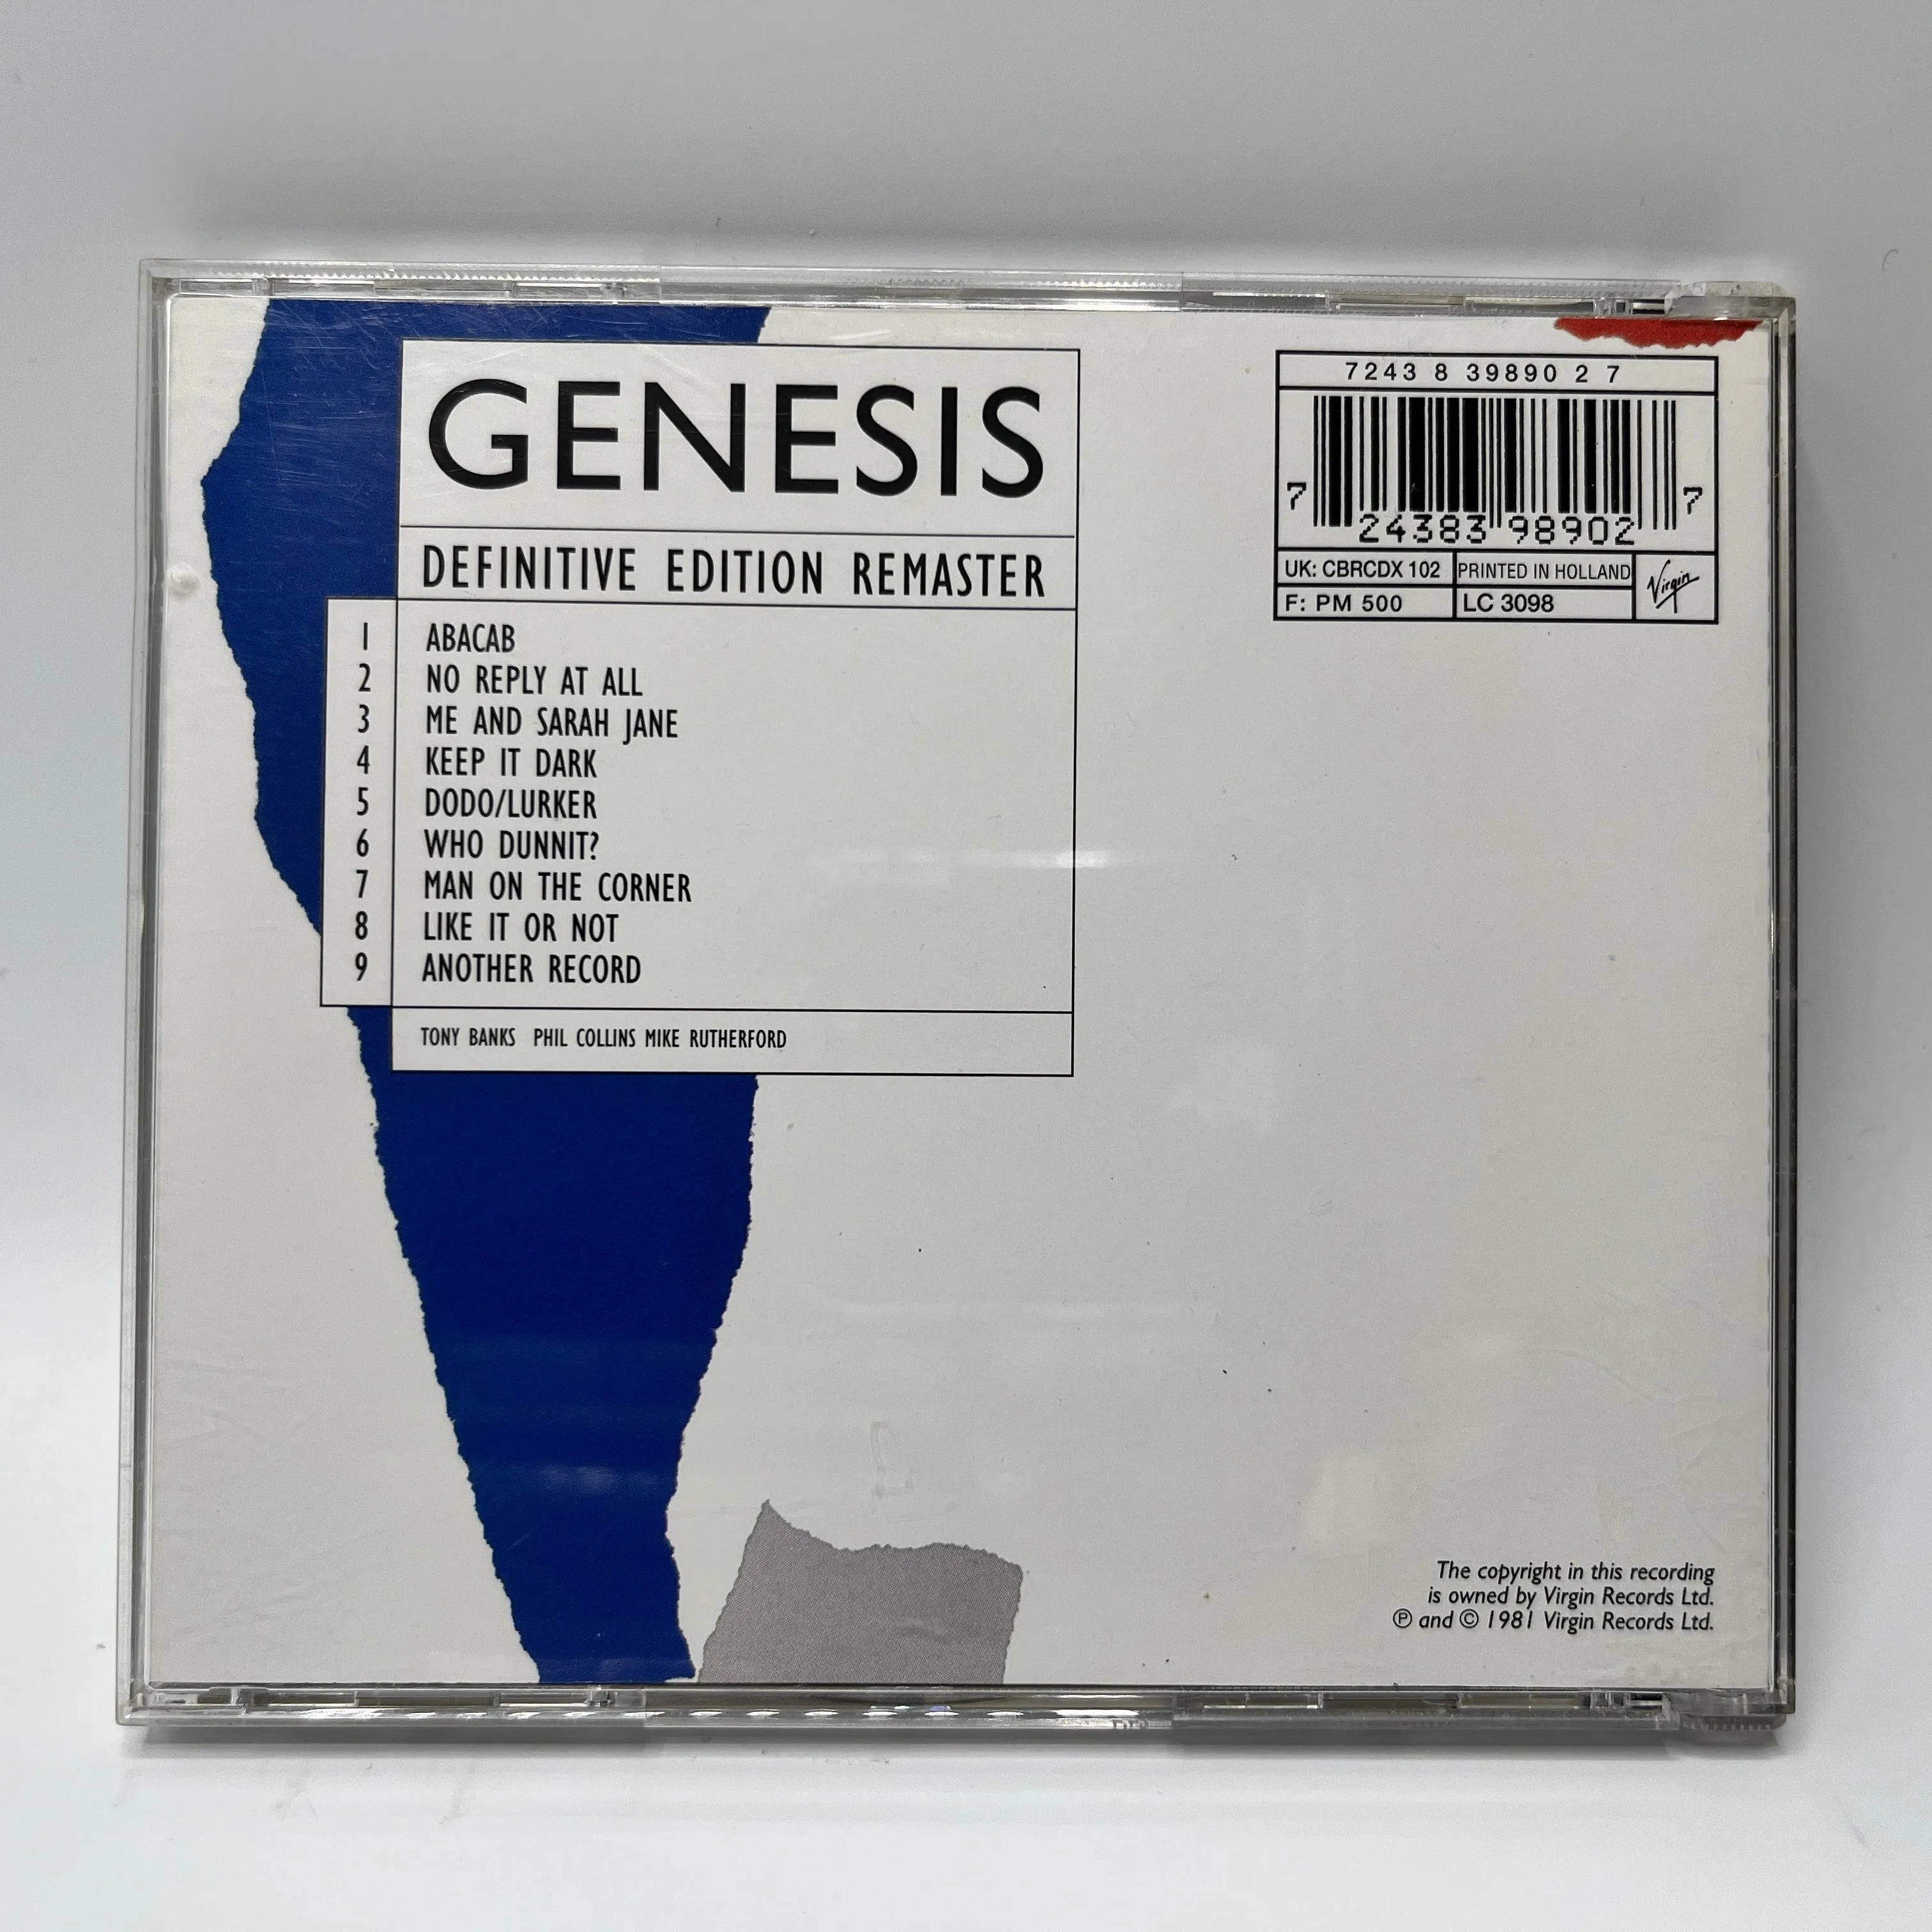 GENESIS
DEFINITIVE EDITION REMASTER
1 ABACAB
2 NO REPLY AT ALL
3 ME AND SARAH JANE
4 KEEP IT DARK
5 DODO/LURKER
6 WHO DUNNIT?
7 MAN ON THE CORNER
8 LIKE IT OR NOT
9 ANOTHER RECORD
TONY BANKS PHIL COLLINS MIKE RUTHERFORD
7243 8 39890 2 7
7 24383 98902 7
UK: CBRCDX 102 PRINTED IN HOLLAND
F: PM 500 LC 3098
Virgin
The copyright in this recording
is owned by Virgin Records Ltd.
℗ and © 1981 Virgin Records Ltd.